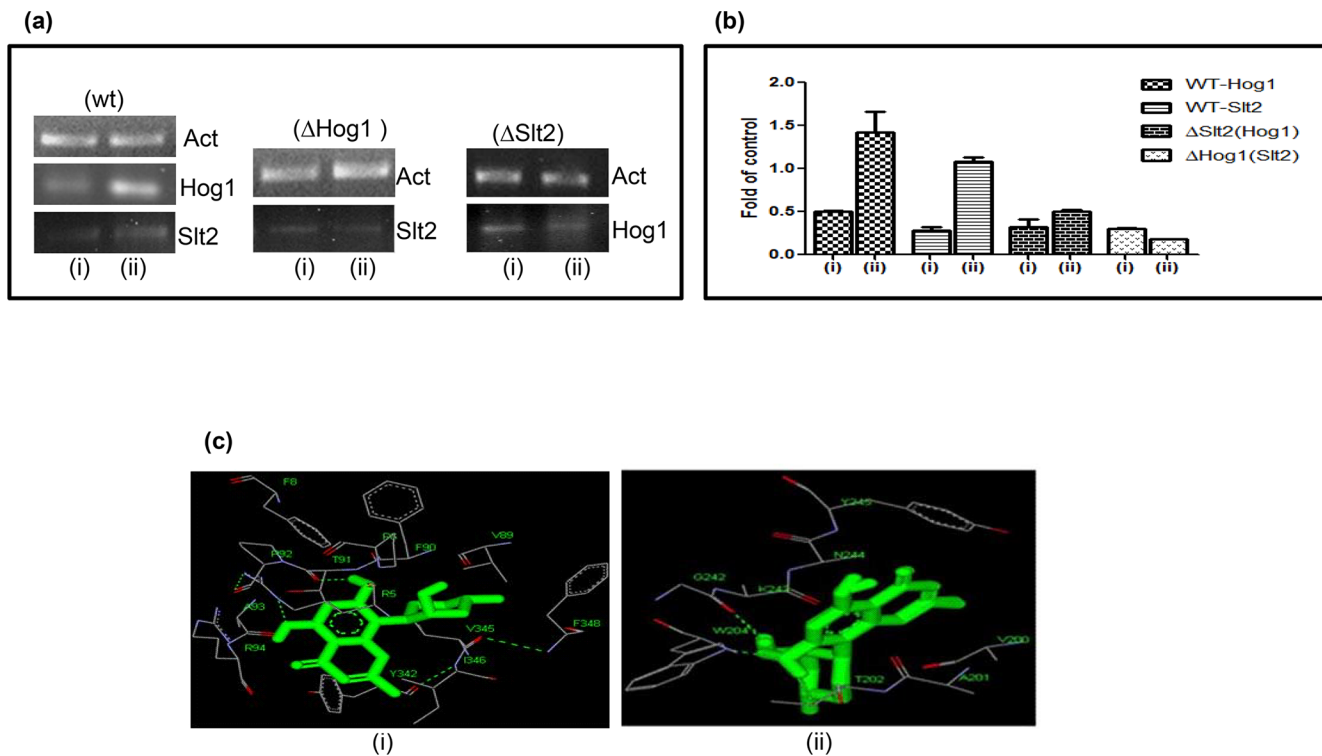 (a)
(wt)
Act
Hog1
Slt2
(i) (ii)
(ΔHog1 )
Act
Slt2
(i) (ii)
(ΔSlt2)
Act
Hog1
(i) (ii)
(b)
Fold of control
2.0
1.5
1.0
0.5
0.0
(i) (ii) (i) (ii) (i) (ii) (i) (ii)
WT-Hog1
WT-Slt2
ΔSlt2(Hog1)
ΔHog1(Slt2)
(c)
F8
R92
T91
F90
V89
R5
A93
R94
V345
F348
I346
Y342
(i)
Y245
N244
G242
K243
W204
V200
T202
A201
(ii)